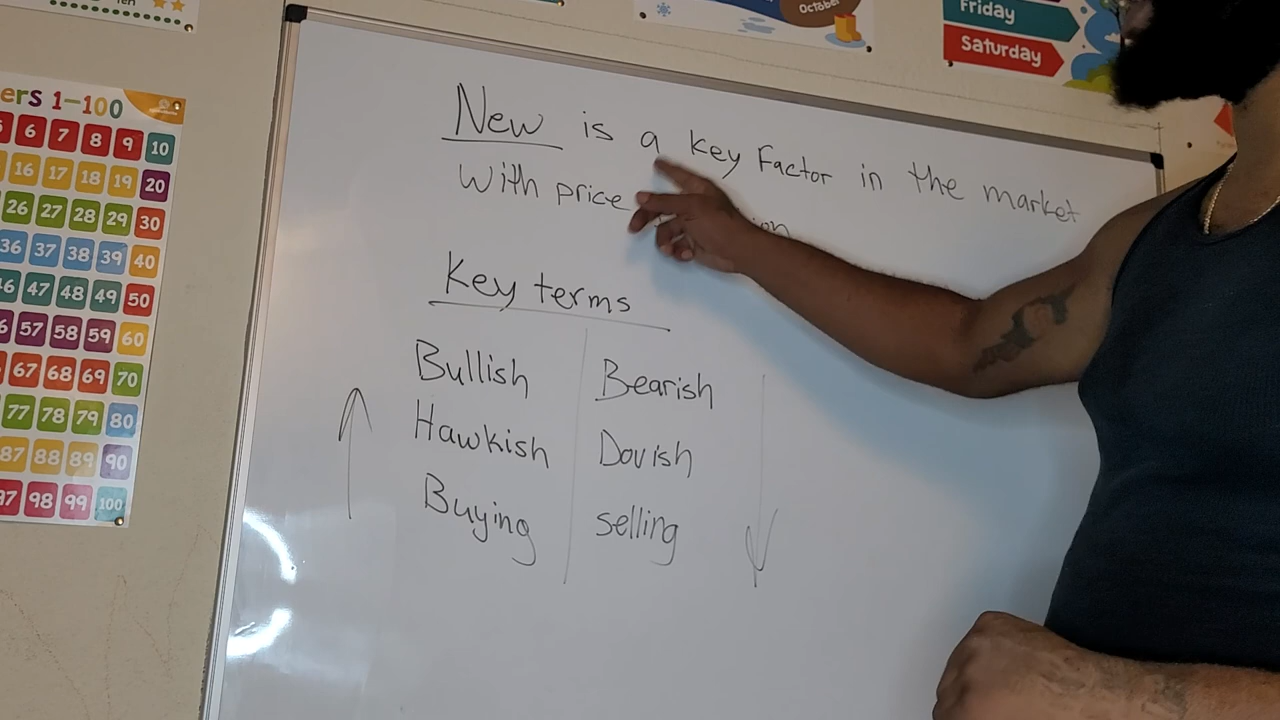 October
Friday
Saturday
ers 1-100
6 7 8 9 10
16 17 18 19 20
26 27 28 29 30
36 37 38 39 40
46 47 48 49 50
57 58 59 60
67 68 69 70
77 78 79 80
87 88 89 90
97 98 99 100
New is a key Factor in the market
With price
Key terms
Bullish Bearish
Hawkish Dovish
Buying selling